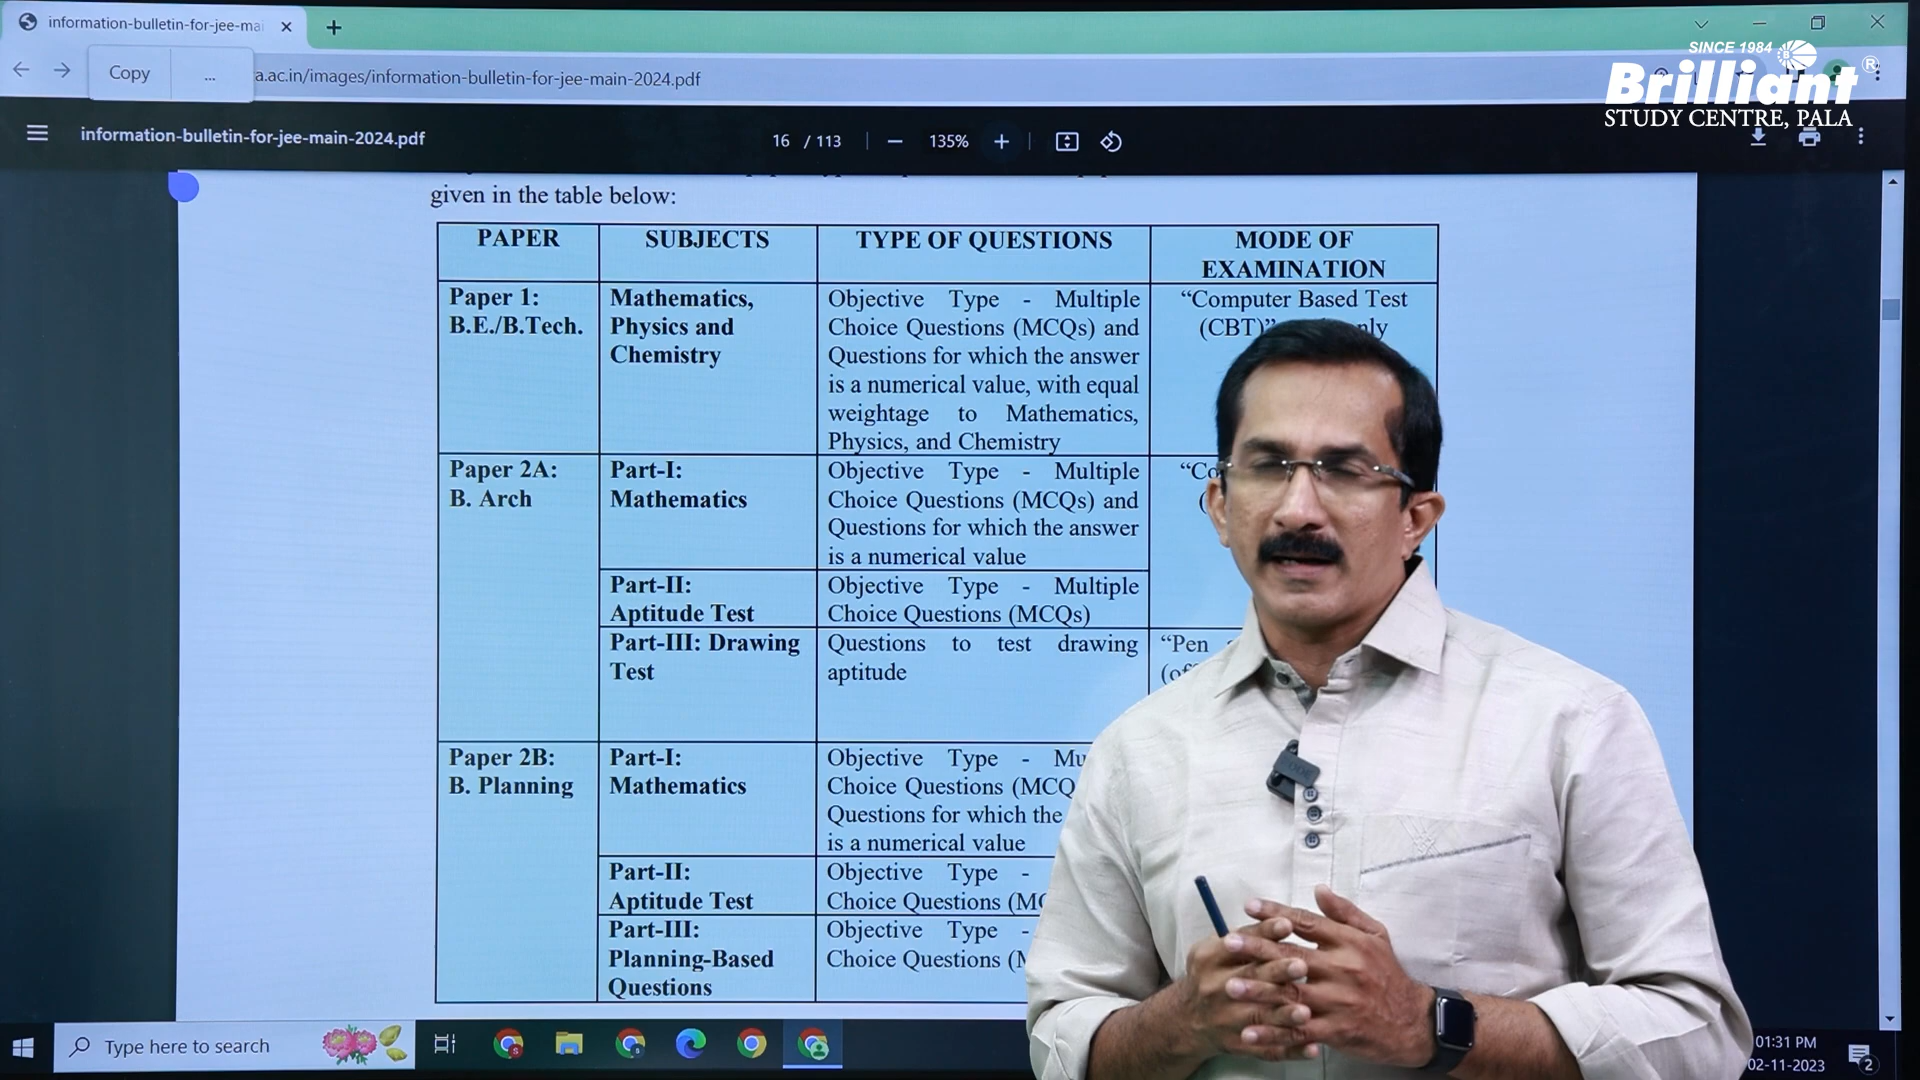 information-bulletin-for-jee-mai
Copy
...
a.ac.in/images/information-bulletin-for-jee-main-2024.pdf
SINCE 1984
Brilliant ®
STUDY CENTRE, PALA
information-bulletin-for-jee-main-2024.pdf
16 / 113
135%
given in the table below:
PAPER
SUBJECTS
TYPE OF QUESTIONS
MODE OF
EXAMINATION
Paper 1:
B.E./B.Tech.
Mathematics,
Physics and
Chemistry
Objective Type - Multiple
Choice Questions (MCQs) and
Questions for which the answer
is a numerical value, with equal
weightage to Mathematics,
Physics, and Chemistry
“Computer Based Test
(CBT)”
Paper 2A:
B. Arch
Part-I:
Mathematics
Objective Type - Multiple
Choice Questions (MCQs) and
Questions for which the answer
is a numerical value
Part-II:
Aptitude Test
Objective Type - Multiple
Choice Questions (MCQs)
Part-III: Drawing
Test
Questions to test drawing
aptitude
“Pen
Paper 2B:
B. Planning
Part-I:
Mathematics
Objective Type - Mu
Choice Questions (MCQ
Questions for which the
is a numerical value
Part-II:
Aptitude Test
Objective Type -
Choice Questions (MC
Part-III:
Planning-Based
Questions
Objective Type -
Choice Questions (M
Type here to search
01:31 PM
02-11-2023
2